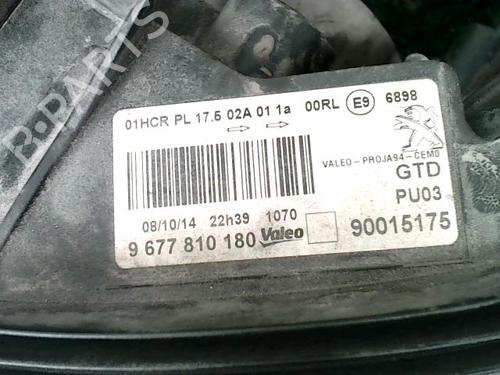 B-PARTS
01HCR PL 17.5 02A 01 1a 00RL E9 6898
VALEO-PROJA94-CEM0
GTD
PU03
08/10/14 22h39 1070
9 677 810 180 Valeo 90015175